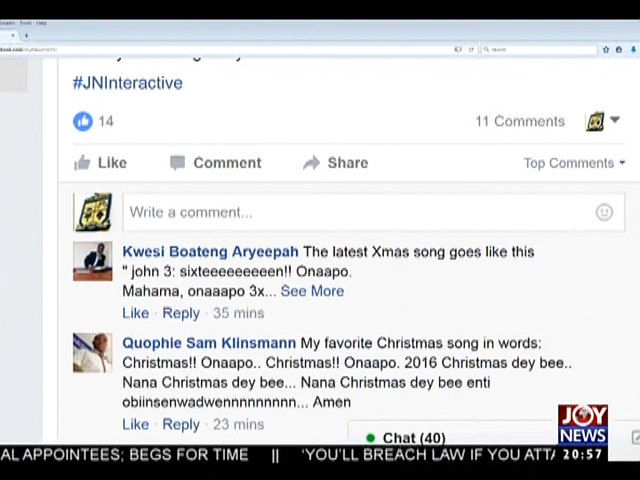 #JNInteractive
14
11 Comments
Like Comment Share Top Comments
Write a comment...
Kwesi Boateng Aryeepah The latest Xmas song goes like this
" john 3: sixteeeeeeeeen!! Onaapo.
Mahama, onaaapo 3x... See More
Like · Reply · 35 mins
Quophie Sam Klinsmann My favorite Christmas song in words;
Christmas!! Onaapo.. Christmas!! Onaapo. 2016 Christmas dey bee..
Nana Christmas dey bee... Nana Christmas dey bee enti
obiinsenwadwennnnnnnnn... Amen
Like · Reply · 23 mins
Chat (40)
JOY
NEWS
AL APPOINTEES; BEGS FOR TIME || 'YOU'LL BREACH LAW IF YOU ATTA
20:57